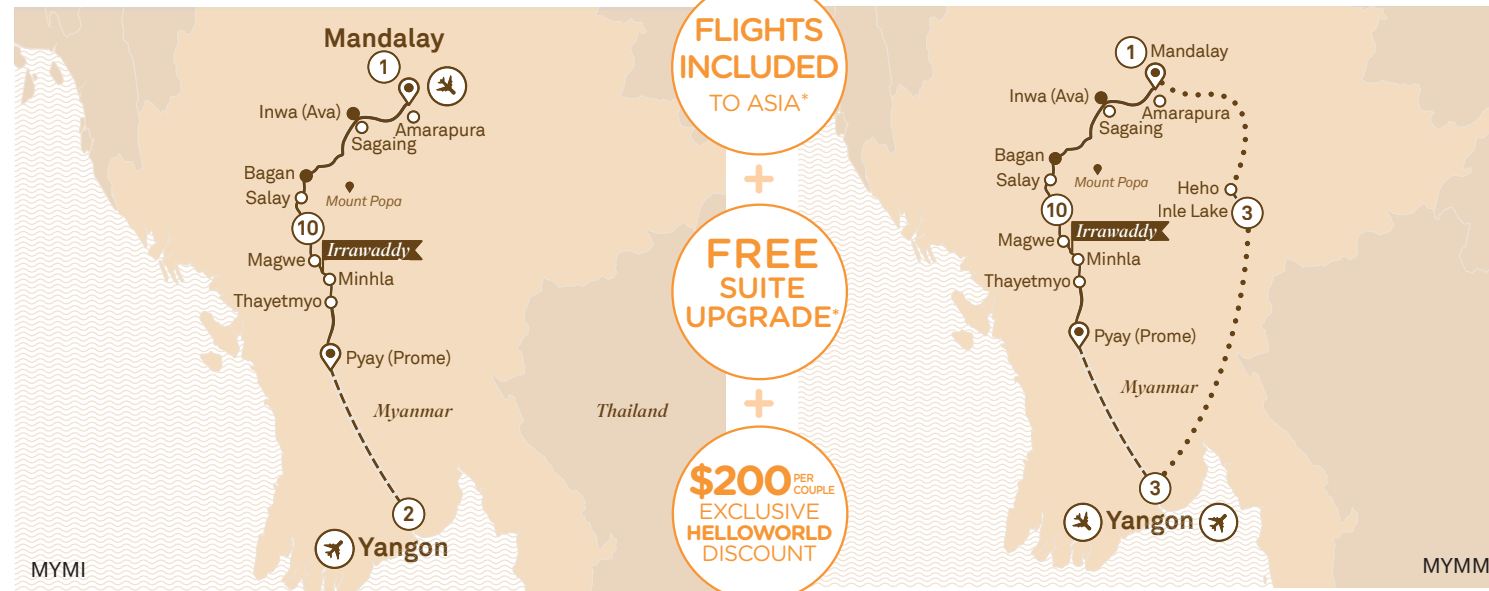 Mandalay
1
Inwa (Ava)
Amarapura
Sagaing
Bagan
Salay
Mount Popa
10
Irrawaddy
Magwe
Minhla
Thayetmyo
Pyay (Prome)
Myanmar
Thailand
2
Yangon
MYMI
FLIGHTS
INCLUDED
TO ASIA*
+
FREE
SUITE
UPGRADE*
+
$200 PER COUPLE
EXCLUSIVE
HELLOWORLD
DISCOUNT
1 Mandalay
Inwa (Ava)
Amarapura
Sagaing
Bagan
Salay
Mount Popa
Heho
10
Inle Lake 3
Irrawaddy
Magwe
Minhla
Thayetmyo
Pyay (Prome)
Myanmar
3
Yangon
MYMM